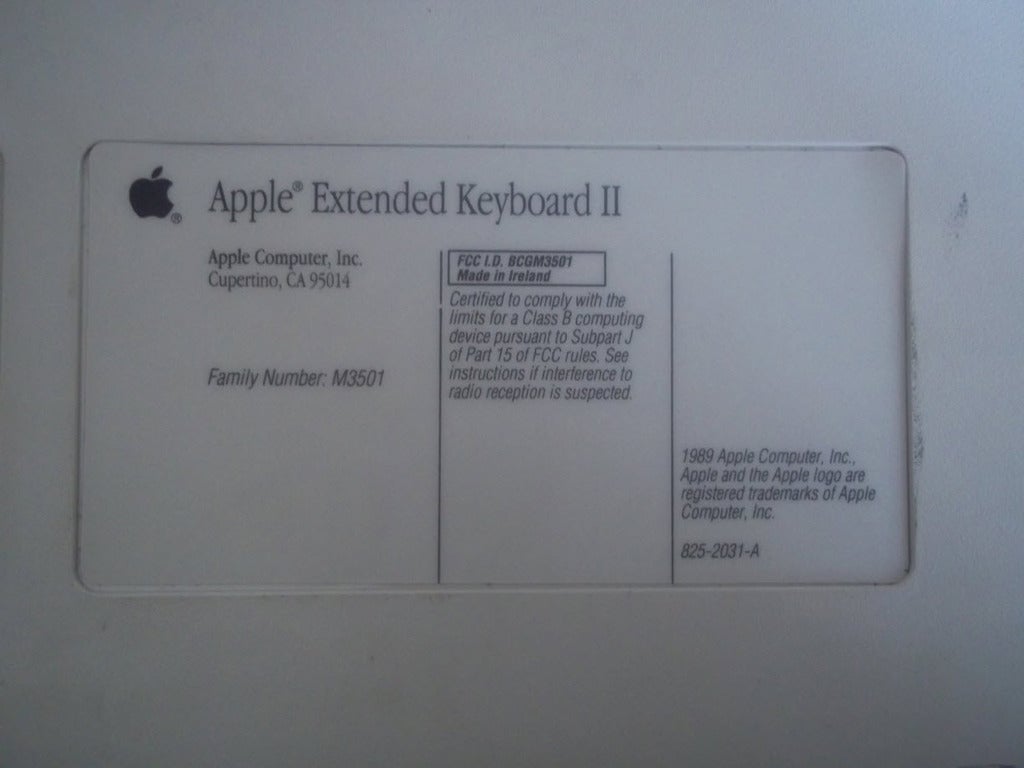 Apple® Extended Keyboard II
Apple Computer, Inc.
Cupertino, CA 95014
Family Number: M3501
FCC I.D. BCGM3501
Made in Ireland
Certified to comply with the
limits for a Class B computing
device pursuant to Subpart J
of Part 15 of FCC rules. See
instructions if interference to
radio reception is suspected.
1989 Apple Computer, Inc.,
Apple and the Apple logo are
registered trademarks of Apple
Computer, Inc.
825-2031-A